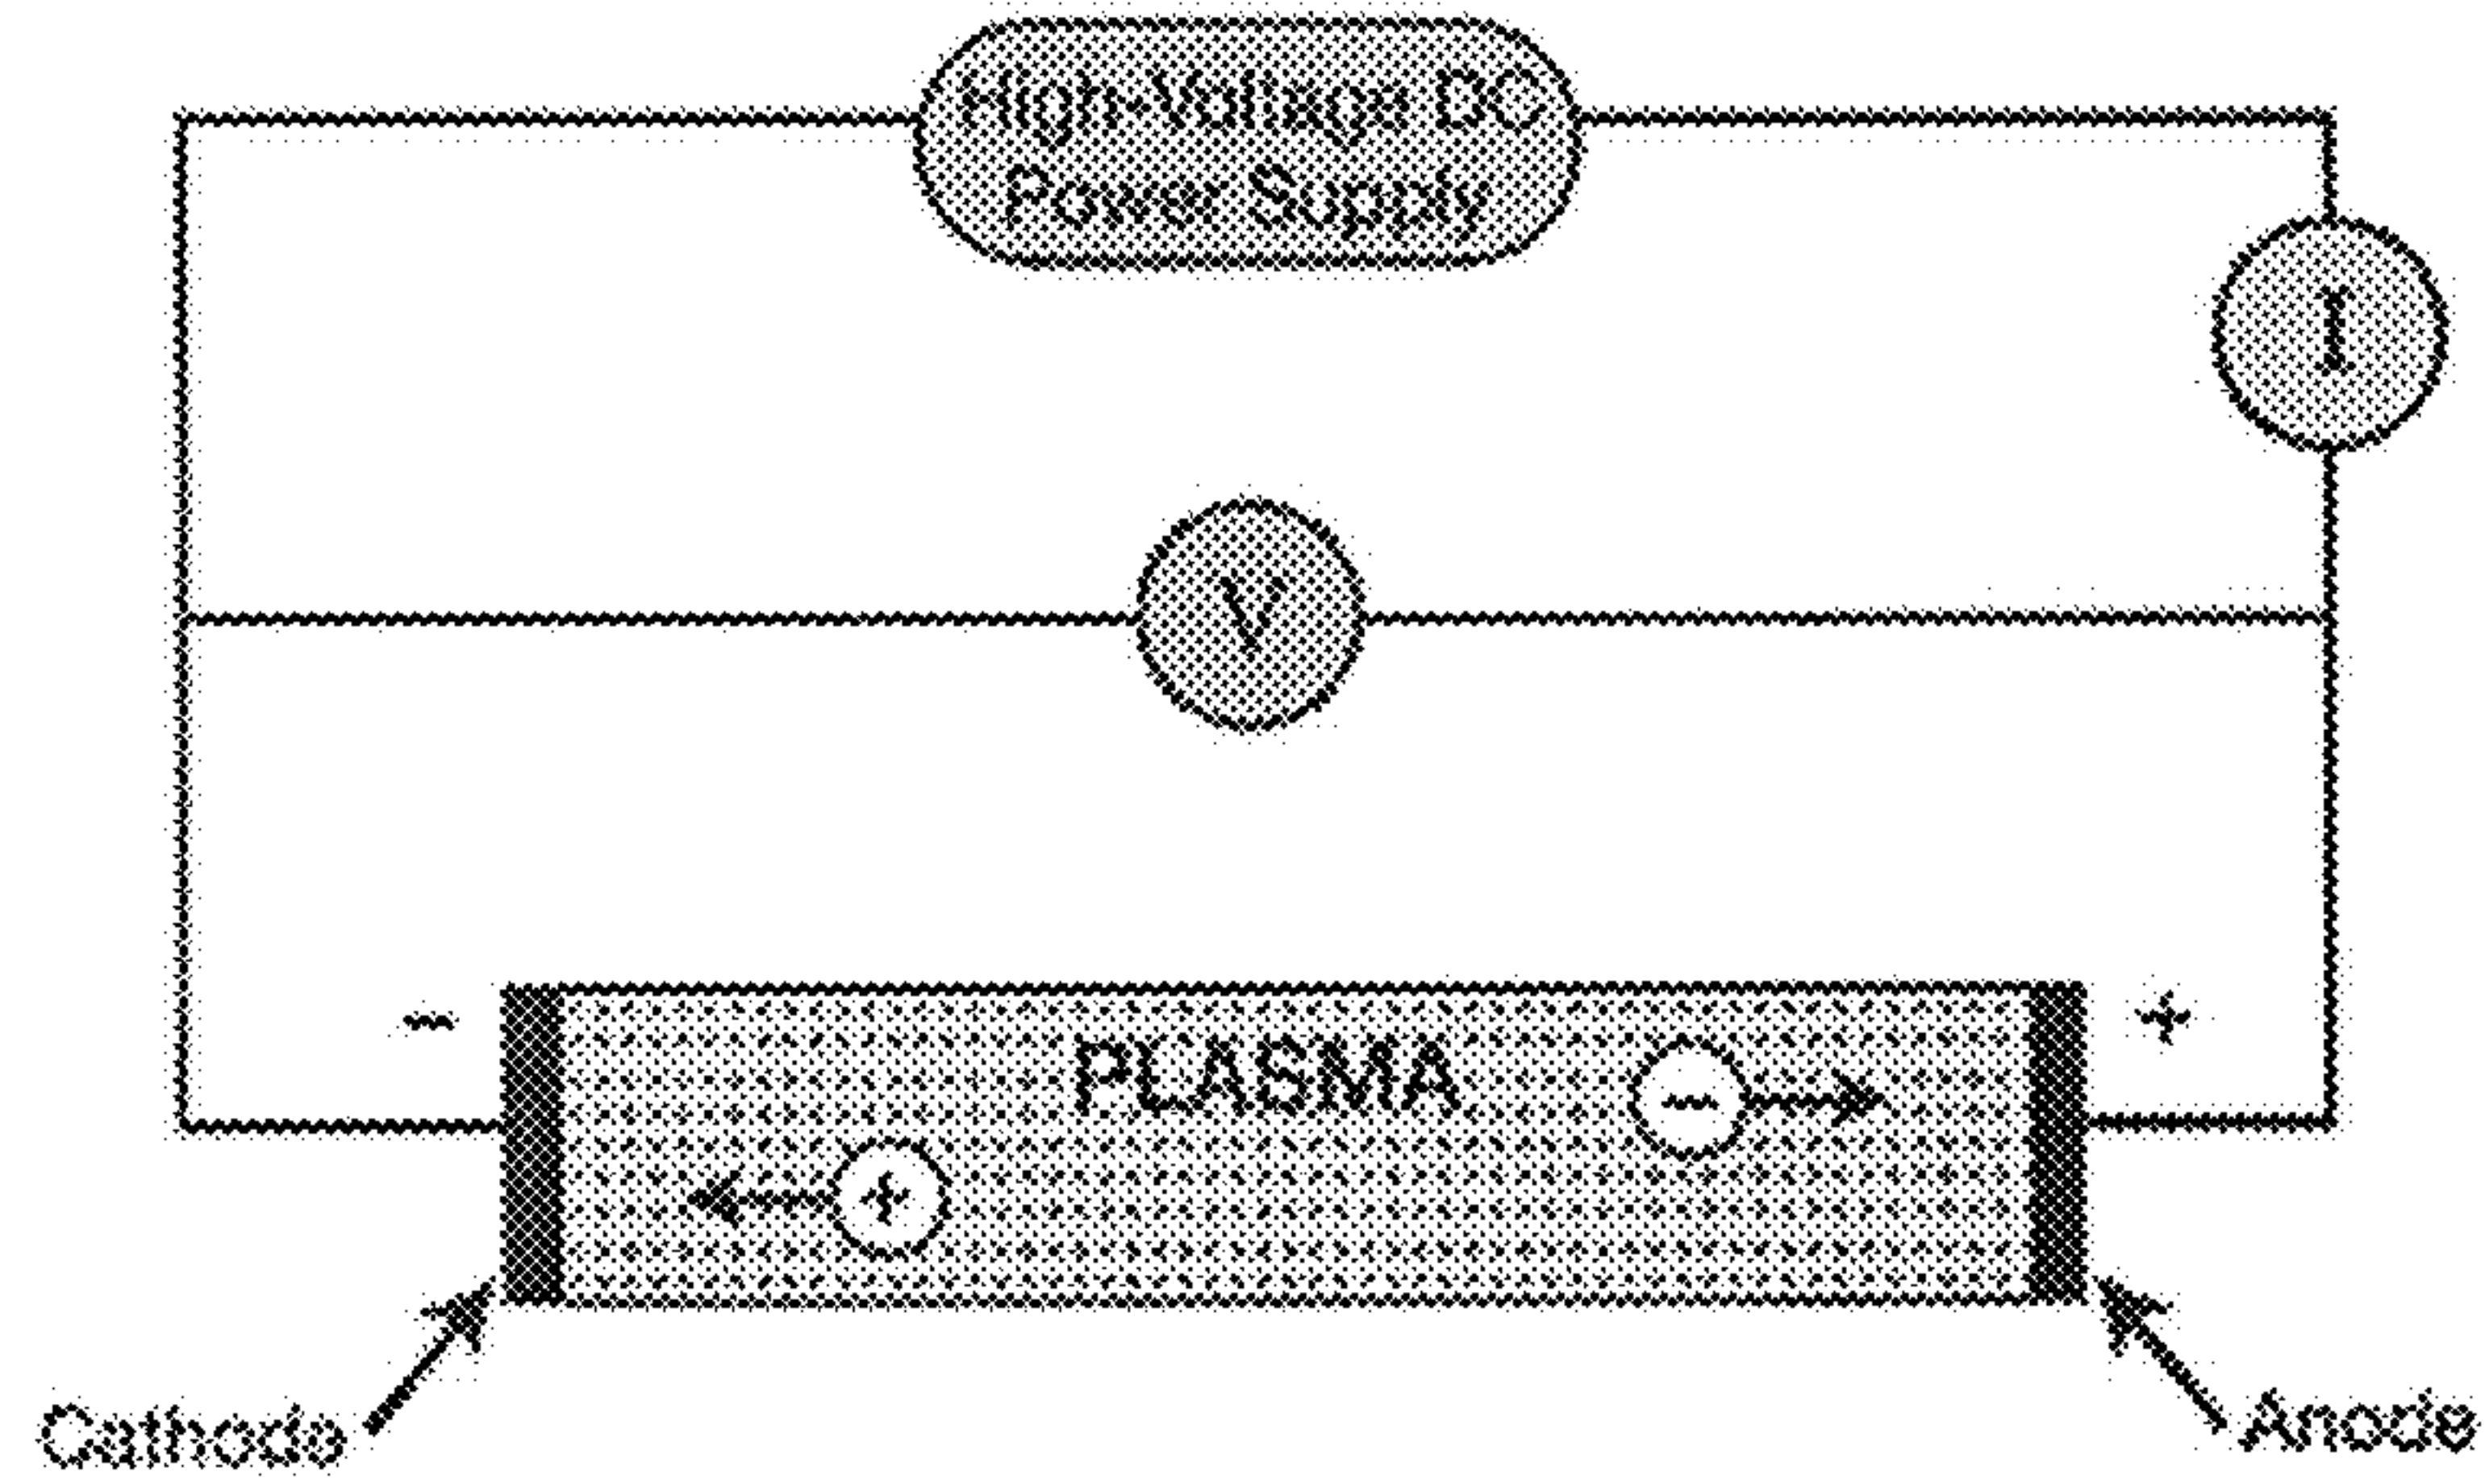 High-Voltage DC
Power Supply
I
V
−
+
PLASMA
−
+
Cathode
Anode